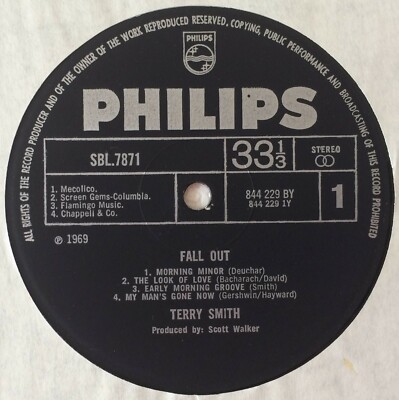 ALL RIGHTS OF THE RECORD PRODUCER AND OF THE OWNER OF THE WORK REPRODUCED RESERVED. COPYING, PUBLIC PERFORMANCE AND BROADCASTING OF THIS RECORD PROHIBITED
PHILIPS
PHILIPS
SBL.7871
33⅓
STEREO
1. Mecolico.
2. Screen Gems-Columbia.
3. Flamingo Music.
4. Chappell & Co.
844 229 BY
844 229 1Y
1
℗ 1969
FALL OUT
1. MORNING MINOR (Deuchar)
2. THE LOOK OF LOVE (Bacharach/David)
3. EARLY MORNING GROOVE (Smith)
4. MY MAN'S GONE NOW (Gershwin/Hayward)
TERRY SMITH
Produced by: Scott Walker